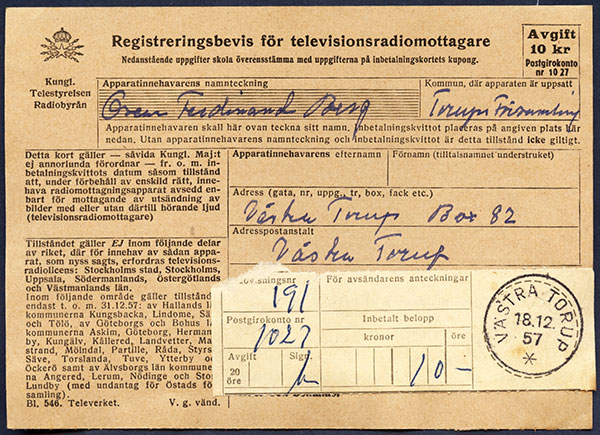 Registreringsbevis för televisionsradiomottagare
Nedanstående uppgifter skola överensstämma med uppgifterna på inbetalningskortets kupong.
Avgift
10 kr
Postgirokonto
nr 10 27
Kungl.
Telestyrelsen
Radiobyrån
Apparatinnehavarens namnteckning
Ferdinand Berg
Kommun, där apparaten är uppsatt
Torups
Apparatinnehavaren skall här ovan teckna sitt namn. Inbetalningskvittot placeras på angiven plats här
nedan. Utan apparatinnehavarens namnteckning och inbetalningskvittot är detta tillstånd icke giltigt.
Detta kort gäller — såvida Kungl. Maj:t
ej annorlunda förordnar — fr. o. m. in-
betalningskvittots datum såsom tillstånd
att, under förbehåll av enskild rätt, inne-
hava radiomottagningsapparat avsedd en-
bart för mottagande av utsändning av
bilder med eller utan därtill hörande ljud
(televisionsradiomottagare)
Tillståndet gäller EJ inom följande delar
av riket, där för innehav av sådan appa-
rat, som nyss sagts, erfordras televisions-
radiolicens: Stockholms stad, Stockholms,
Uppsala, Södermanlands, Östergötlands
och Västmanlands län.
Inom följande område gäller tillstånd
endast t. o. m. 31.12.57: av Hallands lä
kommunerna Kungsbacka, Lindome, Sä
och Tölö, av Göteborgs och Bohus l
kommunerna Askim, Göteborg, Herman
by, Kungälv, Kållered, Landvetter, Ma
strand, Mölndal, Partille, Råda, Styrs
Säve, Torslanda, Tuve, Ytterby o
Öckerö samt av Älvsborgs län kommune
na Angered, Lerum, Nödinge och Sto
Lundby (med undantag för Östads fö
samling).
Bl. 546. Televerket. V. g. vänd.
Apparatinnehavarens efternamn
Förnamn (tilltalsnamnet understruket)
Adress (gata, nr, uppg., tr, box, fack etc.)
Västra Torup Box 82
Adresspostanstalt
Västra Torup
191
För avsändarens anteckningar
Postgirokonto nr
1027
Inbetalt belopp
kronor
öre
Avgift
20
öre
Sign
10-
VÄSTRA TORUP
18.12.
57